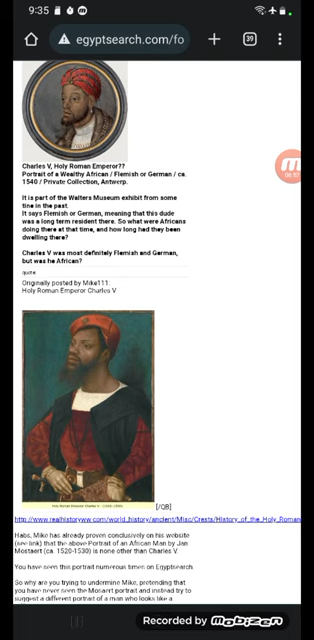 9:35
egyptsearch.com/fo
39
Charles V, Holy Roman Emperor??
Portrait of a Wealthy African / Flemish or German / ca.
1540 / Private Collection, Antwerp.
It is part of the Walters Museum exhibit from some
time in the past.
It says Flemish or German, meaning that this dude
was a long term resident there. So what were Africans
doing there at that time, and how long had they been
dwelling there?
Charles V was most definitely Flemish and German,
but was he African?
quote:
Originally posted by Mike111:
Holy Roman Emperor Charles V
Holy Roman Emperor Charles V
[/QB]
http://www.realhistoryww.com/world_history/ancient/Misc/Crests/History_of_the_Holy_Roman
Habs, Mike has already proven conclusively on his website
(see link) that the above Portrait of an African Man by Jan
Mostaert (ca. 1520-1530) is none other than Charles V.
You have seen this portrait numerous times on Egyptsearch.
So why are you trying to undermine Mike, pretending that
you have never seen the Mosaert portrait and instead try to
suggest a different portrait of a man who looks like a
Recorded by Mobizen